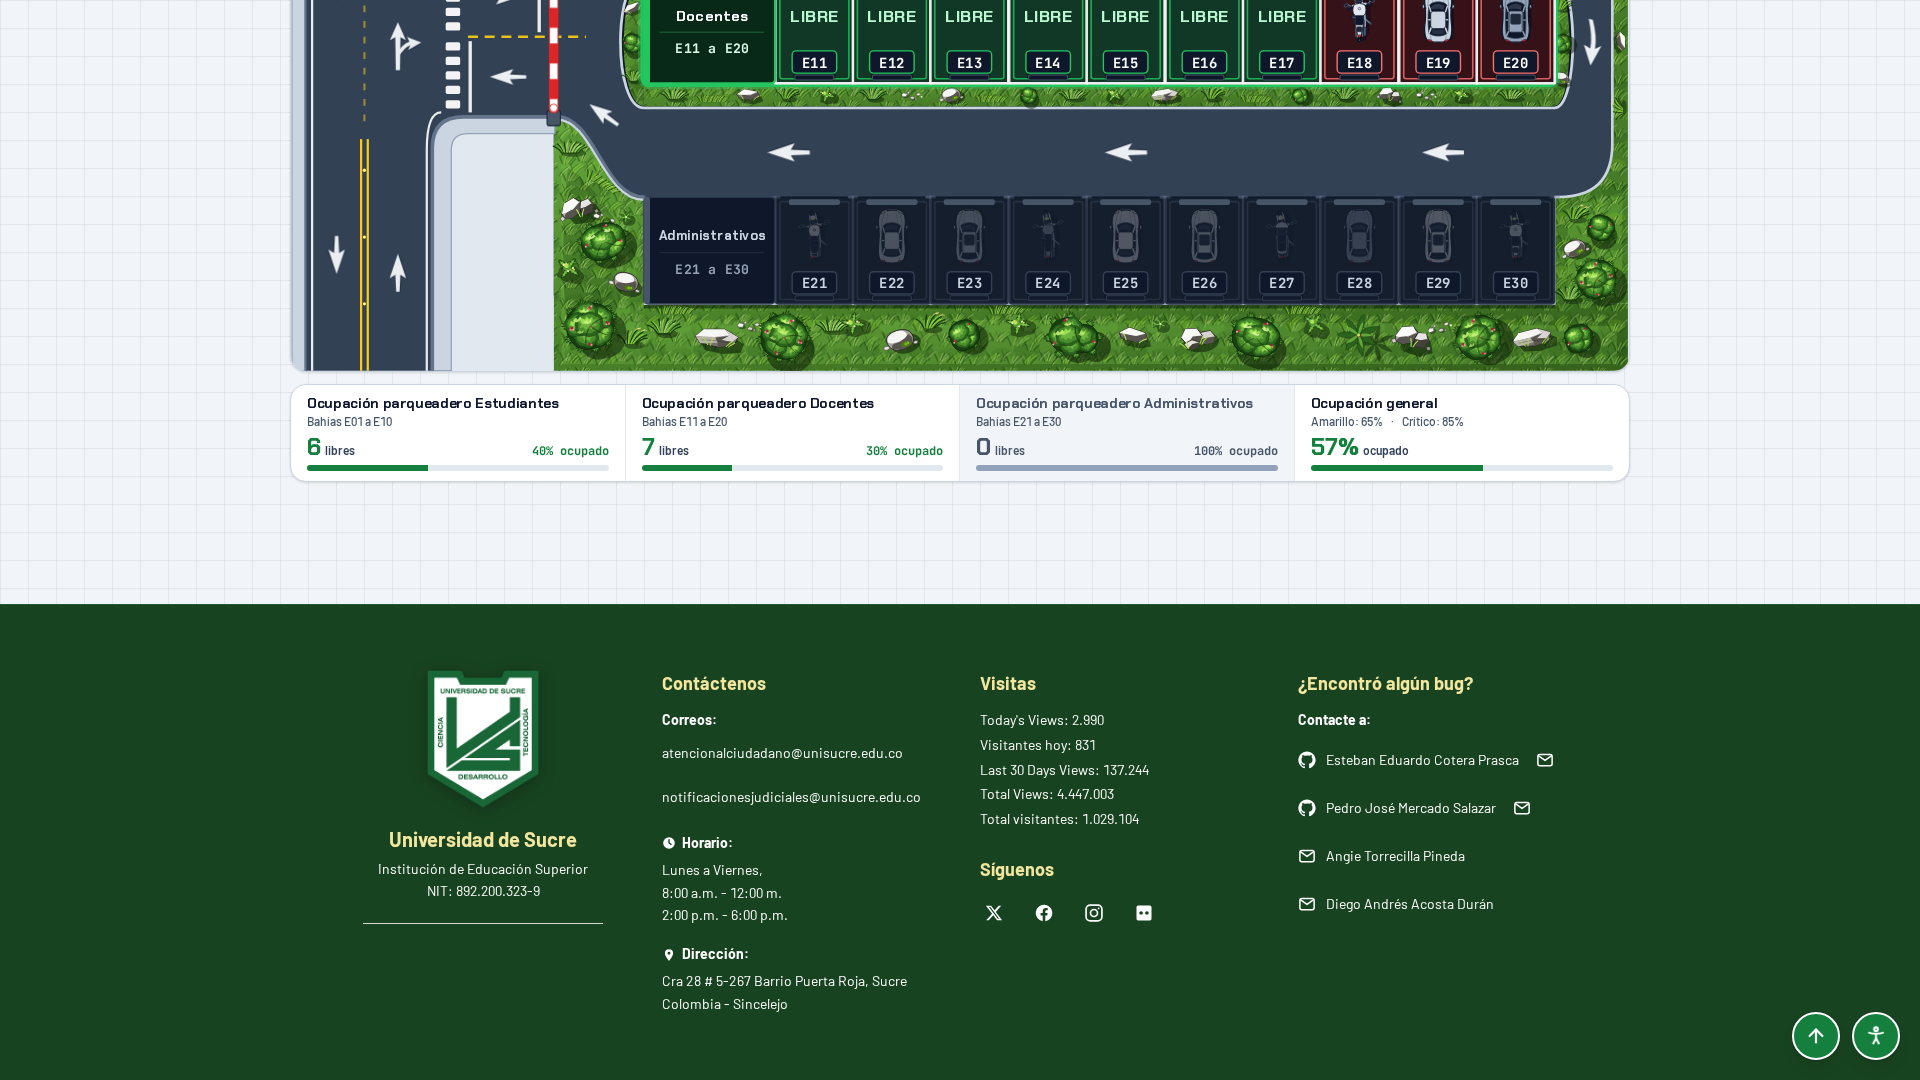 Docentes
E11 a E20
LIBRE LIBRE LIBRE LIBRE LIBRE LIBRE LIBRE
E11 E12 E13 E14 E15 E16 E17 E18 E19 E20
Administrativos
E21 a E30
E21 E22 E23 E24 E25 E26 E27 E28 E29 E30
Ocupación parqueadero Estudiantes
Bahías E01 a E10
6 libres
40% ocupado
Ocupación parqueadero Docentes
Bahías E11 a E20
7 libres
30% ocupado
Ocupación parqueadero Administrativos
Bahías E21 a E30
0 libres
100% ocupado
Ocupación general
Amarillo: 65% · Crítico: 85%
57% ocupado
UNIVERSIDAD DE SUCRE
CIENCIA
TECNOLOGÍA
DESARROLLO
Universidad de Sucre
Institución de Educación Superior
NIT: 892.200.323-9
Contáctenos
Correos:
atencionalciudadano@unisucre.edu.co
notificacionesjudiciales@unisucre.edu.co
Horario:
Lunes a Viernes,
8:00 a.m. - 12:00 m.
2:00 p.m. - 6:00 p.m.
Dirección:
Cra 28 # 5-267 Barrio Puerta Roja, Sucre
Colombia - Sincelejo
Visitas
Today's Views: 2.990
Visitantes hoy: 831
Last 30 Days Views: 137.244
Total Views: 4.447.003
Total visitantes: 1.029.104
Síguenos
¿Encontró algún bug?
Contacte a:
Esteban Eduardo Cotera Prasca
Pedro José Mercado Salazar
Angie Torrecilla Pineda
Diego Andrés Acosta Durán